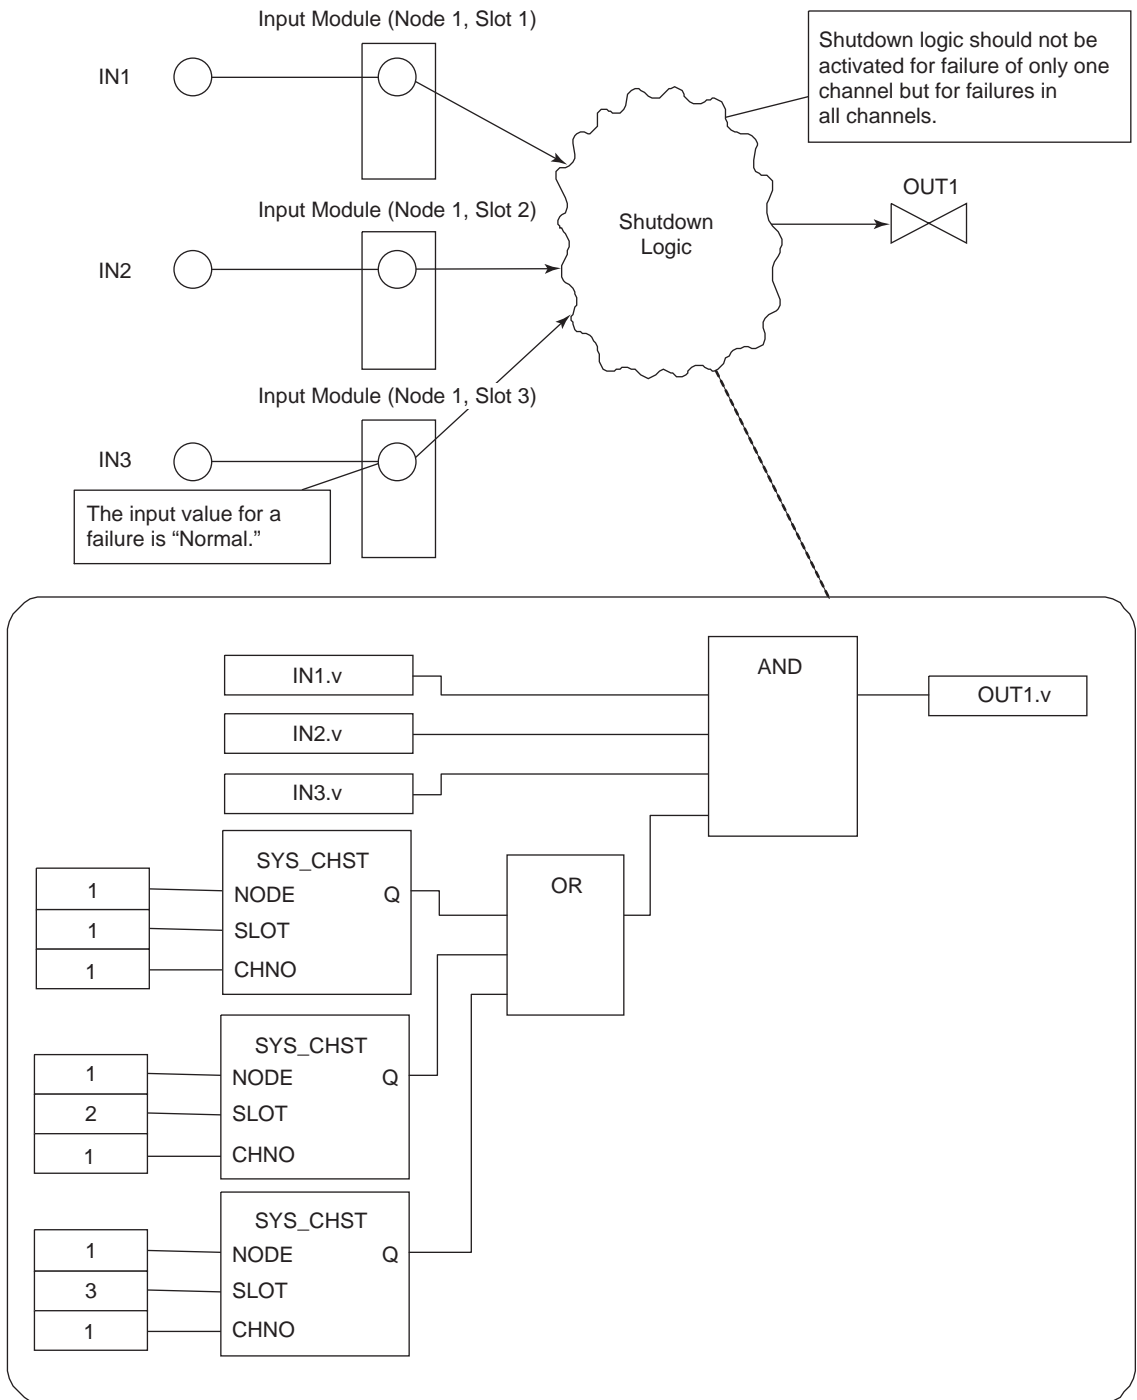 Input Module (Node 1, Slot 1)
Shutdown logic should not be
activated for failure of only one
channel but for failures in
all channels.
IN1
Input Module (Node 1, Slot 2)
OUT1
Shutdown
Logic
IN2
Input Module (Node 1, Slot 3)
IN3
The input value for a
failure is “Normal.”
IN1.v
AND
OUT1.v
IN2.v
IN3.v
SYS_CHST
1
NODE
Q
OR
1
SLOT
1
CHNO
SYS_CHST
1
NODE
Q
2
SLOT
1
CHNO
SYS_CHST
1
NODE
Q
3
SLOT
1
CHNO